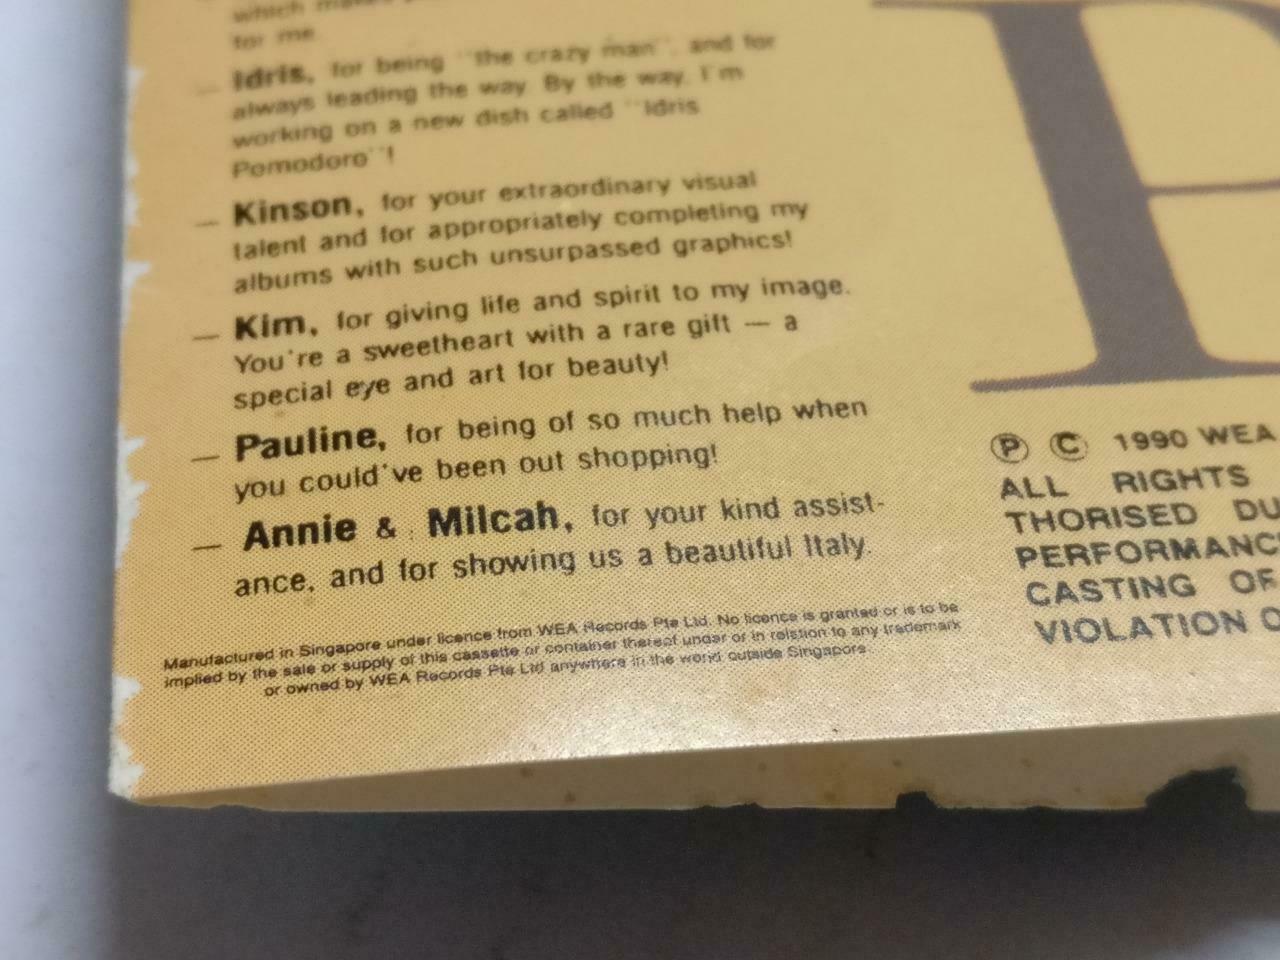 which
for me.
— Idris, for being "the crazy man", and for
always leading the way. By the way, I'm
working on a new dish called "Idris
Pomodoro"!
— Kinson, for your extraordinary visual
talent and for appropriately completing my
albums with such unsurpassed graphics!
— Kim, for giving life and spirit to my image.
You're a sweetheart with a rare gift — a
special eye and art for beauty!
— Pauline, for being of so much help when
you could've been out shopping!
— Annie & Milcah, for your kind assist-
ance, and for showing us a beautiful Italy.
Manufactured in Singapore under licence from WEA Records Pte Ltd. No licence is granted or is to be
implied by the sale or supply of this cassette or container thereof under or in relation to any trademark
or owned by WEA Records Pte Ltd anywhere in the world outside Singapore.
Ⓟ Ⓒ 1990 WEA
ALL RIGHTS
THORISED DU
PERFORMANC
CASTING OF
VIOLATION O